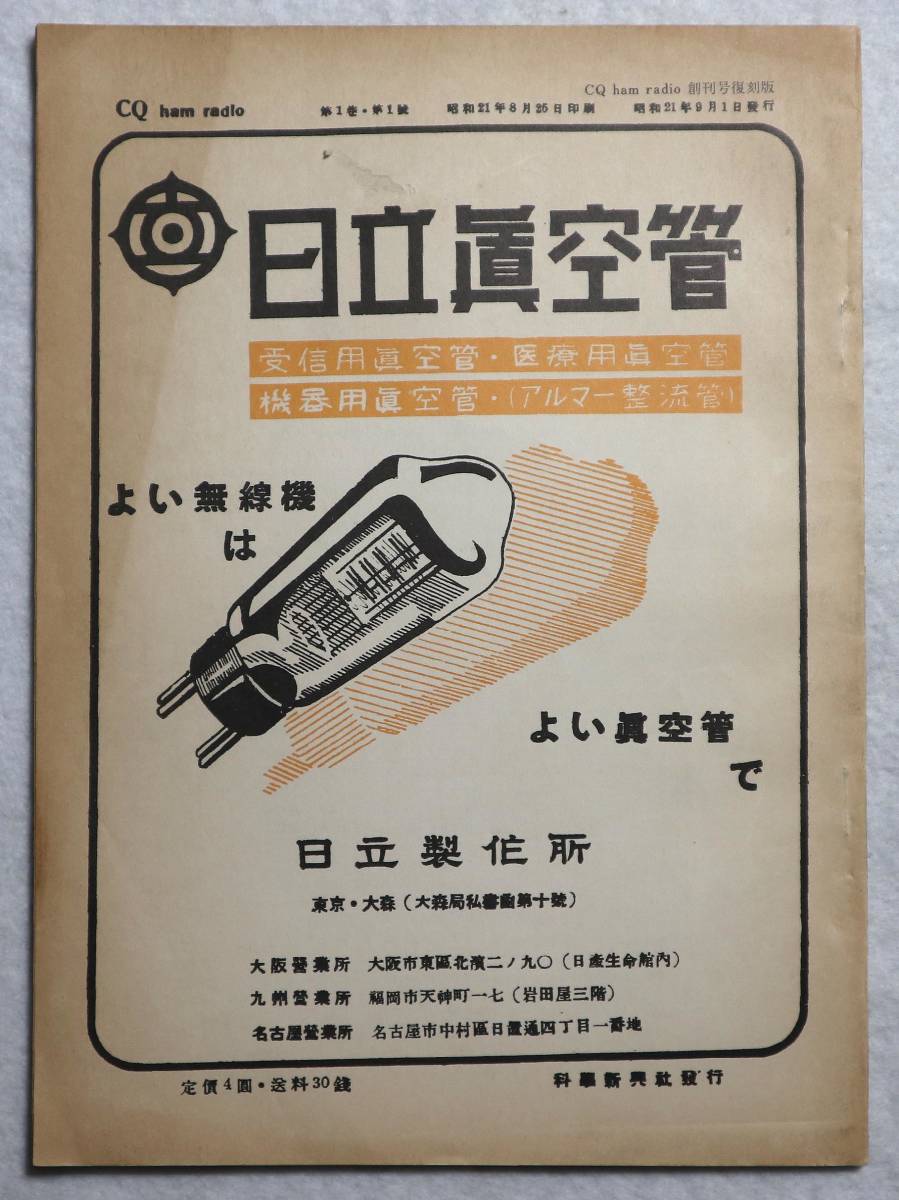 CQ ham radio 創刊号復刻版
CQ ham radio 第1巻・第1號 昭和21年8月25日印刷 昭和21年9月1日發行
日立眞空管
受信用眞空管・医療用眞空管
機器用眞空管・(アルマー整流管)
よい無線機
は
よい眞空管
で
日立製作所
東京・大森(大森局私書凾第十號)
大阪營業所 大阪市東區北濱二ノ九〇(日產生命館內)
九州營業所 福岡市天神町一七(岩田屋三階)
名古屋營業所 名古屋市中村區日置通四丁目一番地
定價4圓・送料30錢
科學新興社發行